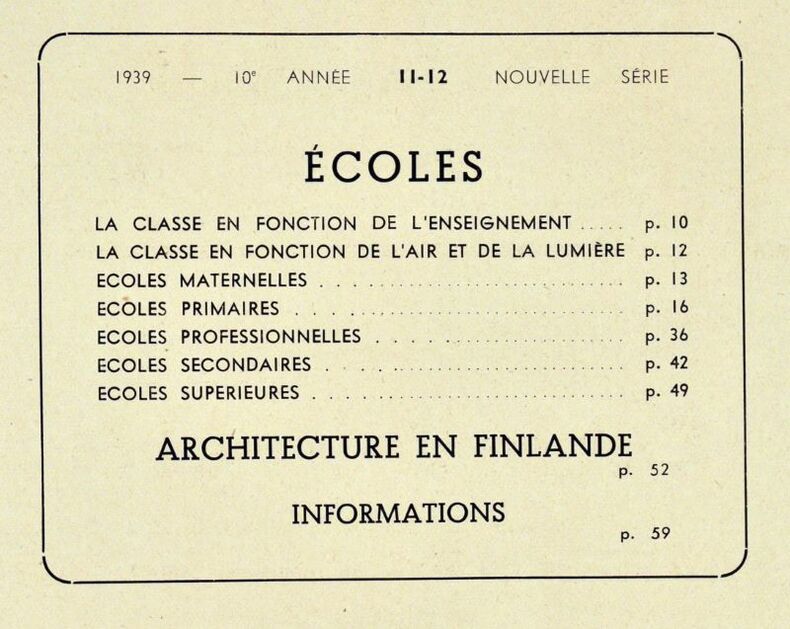 1939 — 10e ANNÉE 11-12 NOUVELLE SÉRIE
ÉCOLES
LA CLASSE EN FONCTION DE L'ENSEIGNEMENT ..... p. 10
LA CLASSE EN FONCTION DE L'AIR ET DE LA LUMIÈRE p. 12
ECOLES MATERNELLES . . . . . . . . . . . . . . . . . . . . p. 13
ECOLES PRIMAIRES . . . . . . . . . . . . . . . . . . . . p. 16
ECOLES PROFESSIONNELLES . . . . . . . . . . . . . . . . p. 36
ECOLES SECONDAIRES . . . . . . . . . . . . . . . . . . . . p. 42
ECOLES SUPERIEURES . . . . . . . . . . . . . . . . . . . . p. 49
ARCHITECTURE EN FINLANDE
p. 52
INFORMATIONS
p. 59